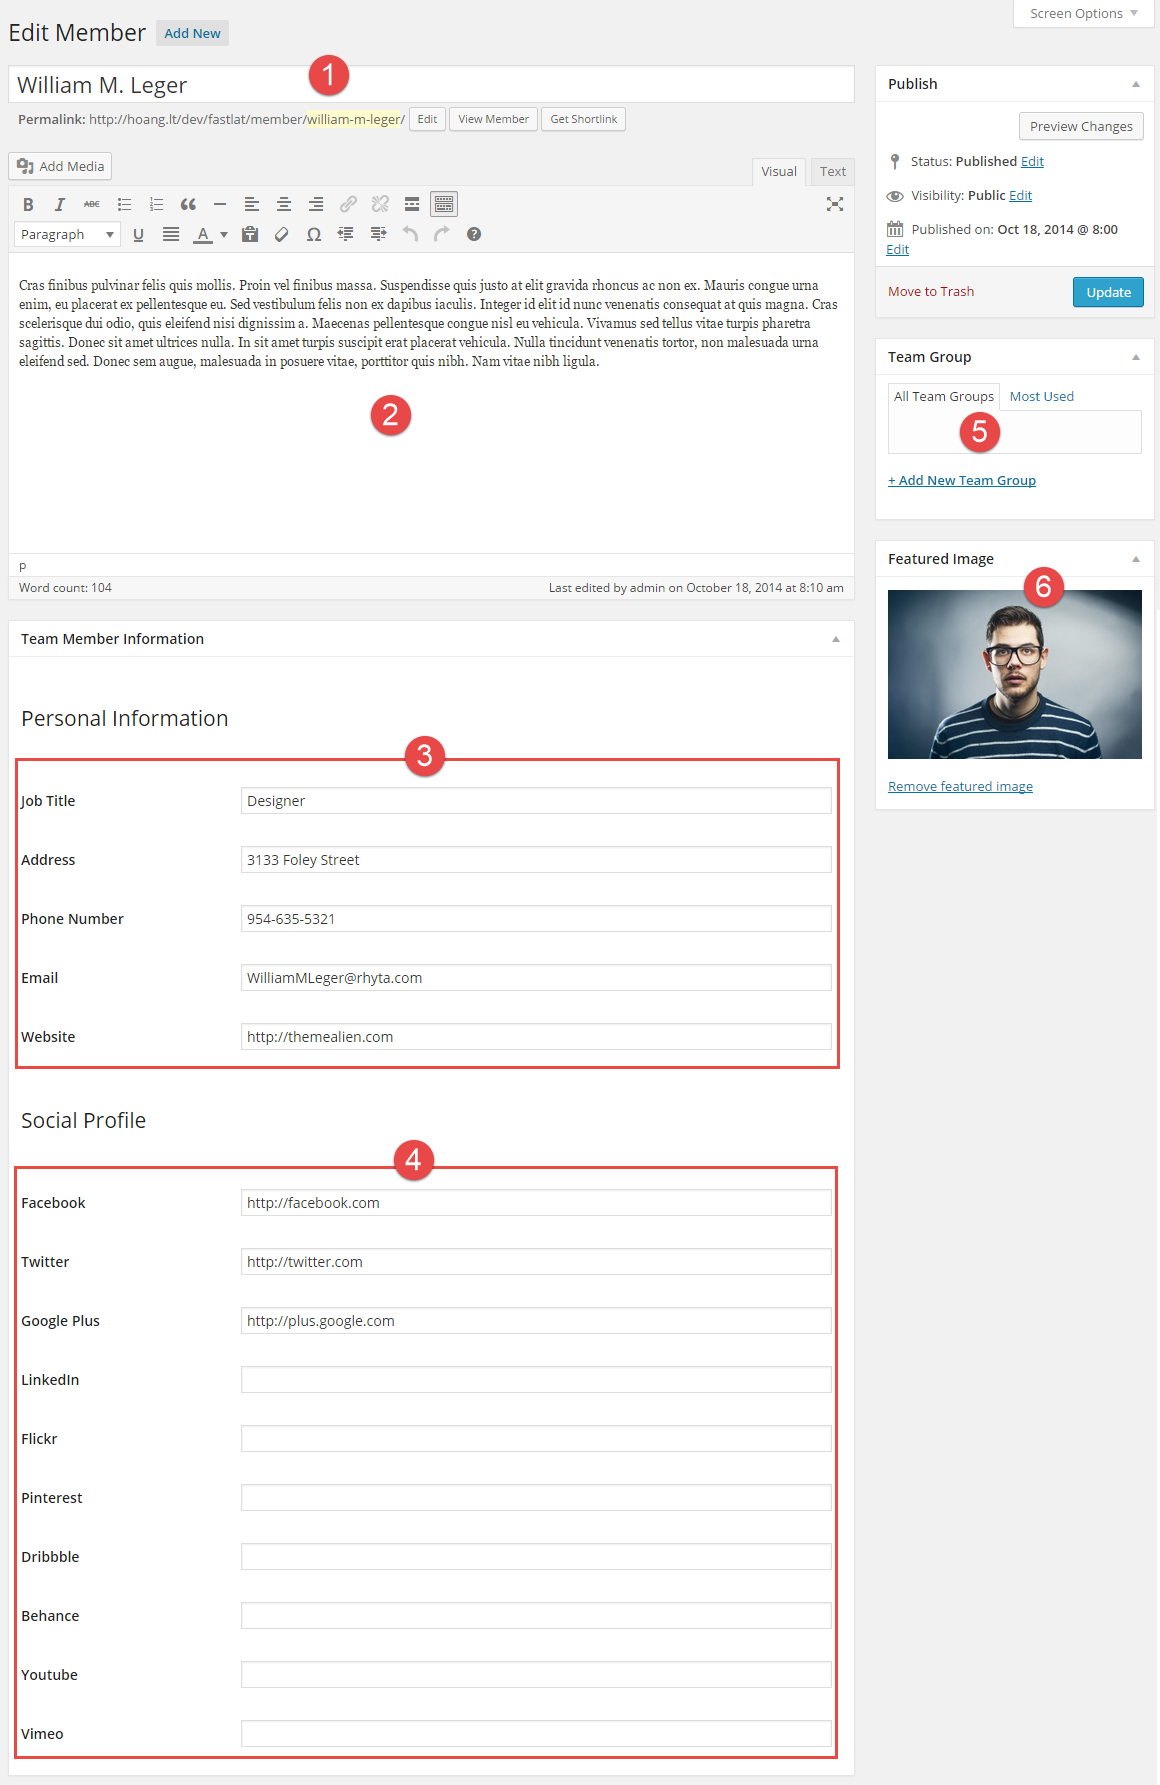 Screen Options
Edit Member Add New
William M. Leger
1
Permalink: http://hoang.lt/dev/fastlat/member/william-m-leger/ Edit View Member Get Shortlink
Add Media
Visual Text
B I ABC
Paragraph U A Ω ?
Cras finibus pulvinar felis quis mollis. Proin vel finibus massa. Suspendisse quis justo at elit gravida rhoncus ac non ex. Mauris congue urna
enim, eu placerat ex pellentesque eu. Sed vestibulum felis non ex dapibus iaculis. Integer id elit id nunc venenatis consequat at quis magna. Cras
scelerisque dui odio, quis eleifend nisi dignissim a. Maecenas pellentesque congue nisl eu vehicula. Vivamus sed tellus vitae turpis pharetra
sagittis. Donec sit amet ultrices nulla. In sit amet turpis suscipit erat placerat vehicula. Nulla tincidunt venenatis tortor, non malesuada urna
eleifend sed. Donec sem augue, malesuada in posuere vitae, porttitor quis nibh. Nam vitae nibh ligula.
2
p
Word count: 104 Last edited by admin on October 18, 2014 at 8:10 am
Team Member Information
Personal Information
3
Job Title Designer
Address 3133 Foley Street
Phone Number 954-635-5321
Email WilliamMLeger@rhyta.com
Website http://themealien.com
Social Profile
4
Facebook http://facebook.com
Twitter http://twitter.com
Google Plus http://plus.google.com
LinkedIn
Flickr
Pinterest
Dribbble
Behance
Youtube
Vimeo
Publish
Preview Changes
Status: Published Edit
Visibility: Public Edit
Published on: Oct 18, 2014 @ 8:00
Edit
Move to Trash Update
Team Group
All Team Groups Most Used
5
+ Add New Team Group
Featured Image
6
Remove featured image